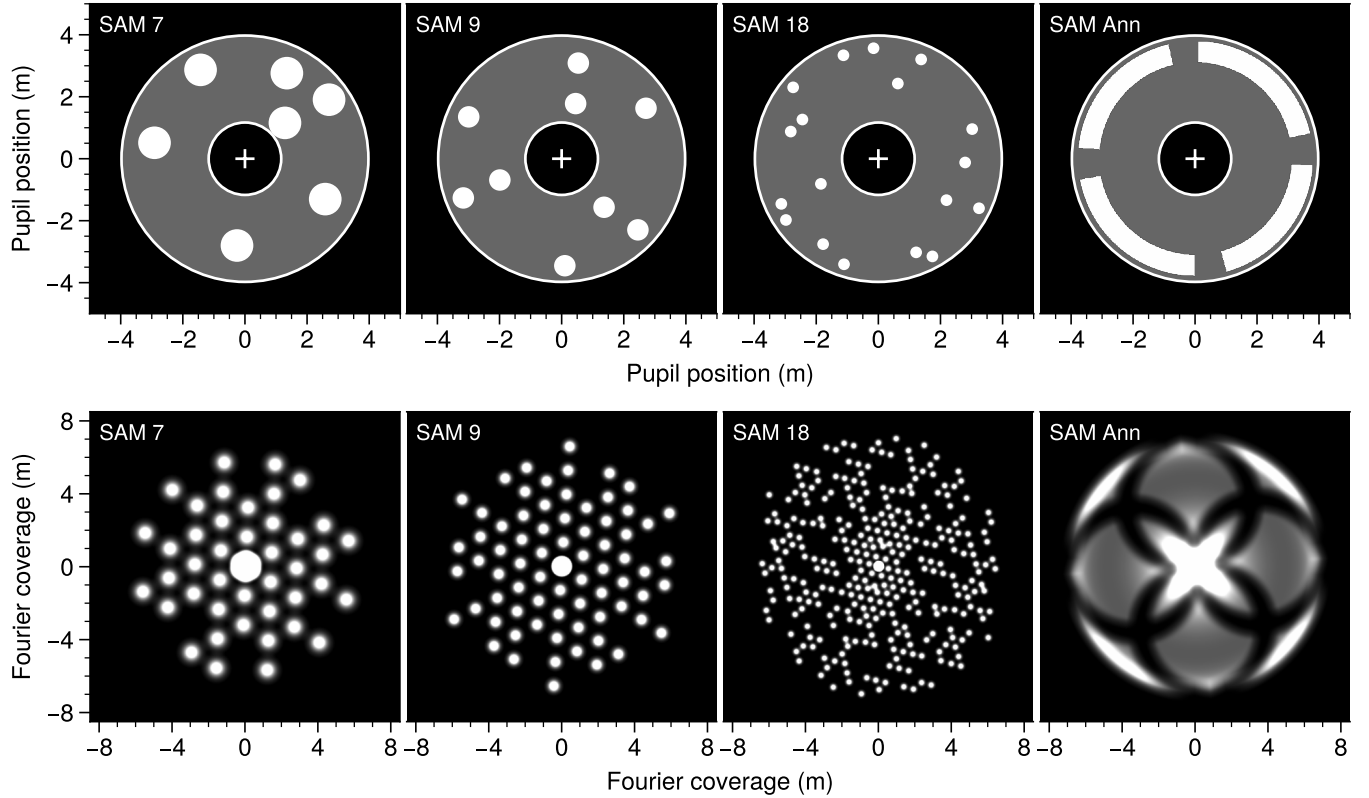 SAM 7 SAM 9 SAM 18 SAM Ann
Pupil position (m)
4
2
0
−2
−4
−4 −2 0 2 4 −4 −2 0 2 4 −4 −2 0 2 4 −4 −2 0 2 4
Pupil position (m)
SAM 7 SAM 9 SAM 18 SAM Ann
Fourier coverage (m)
8
4
0
−4
−8
−8 −4 0 4 8 −8 −4 0 4 8 −8 −4 0 4 8 −8 −4 0 4 8
Fourier coverage (m)